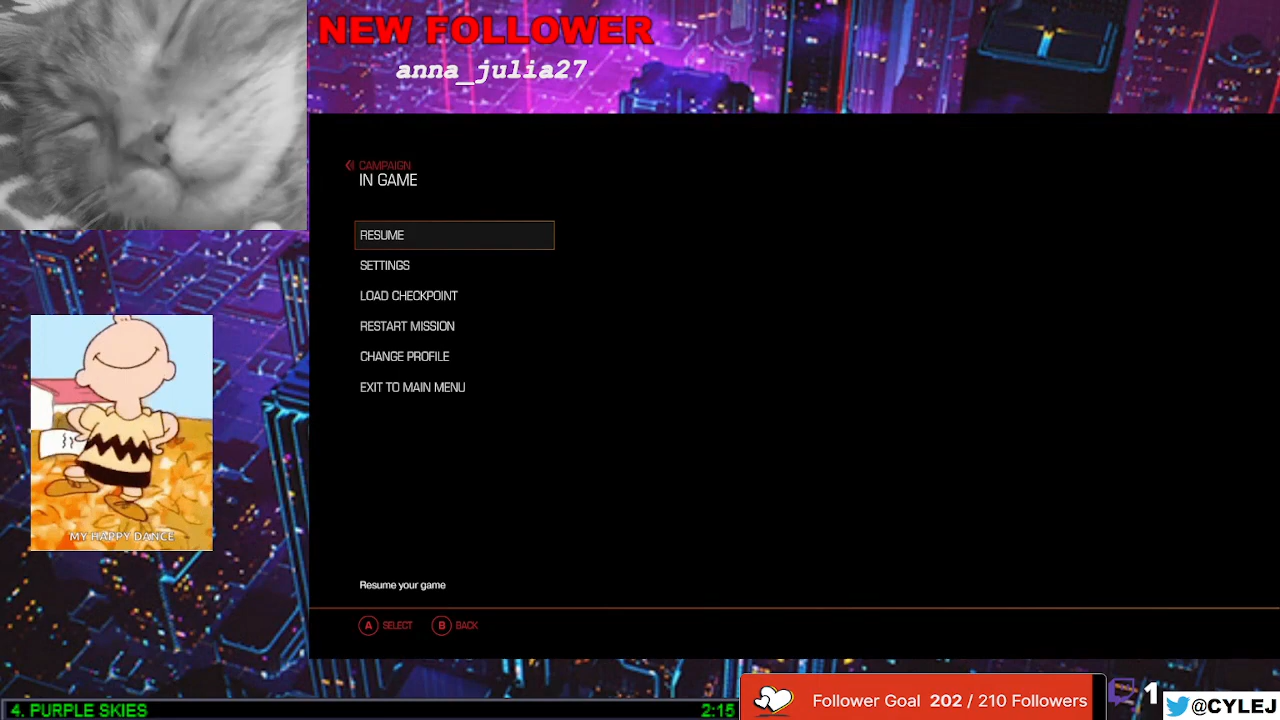 NEW FOLLOWER
anna_julia27
CAMPAIGN
IN GAME
RESUME
SETTINGS
LOAD CHECKPOINT
RESTART MISSION
CHANGE PROFILE
EXIT TO MAIN MENU
MY HAPPY DANCE
Resume your game
A SELECT B BACK
4. PURPLE SKIES 2:15
Follower Goal 202 / 210 Followers
1
@CYLEJ